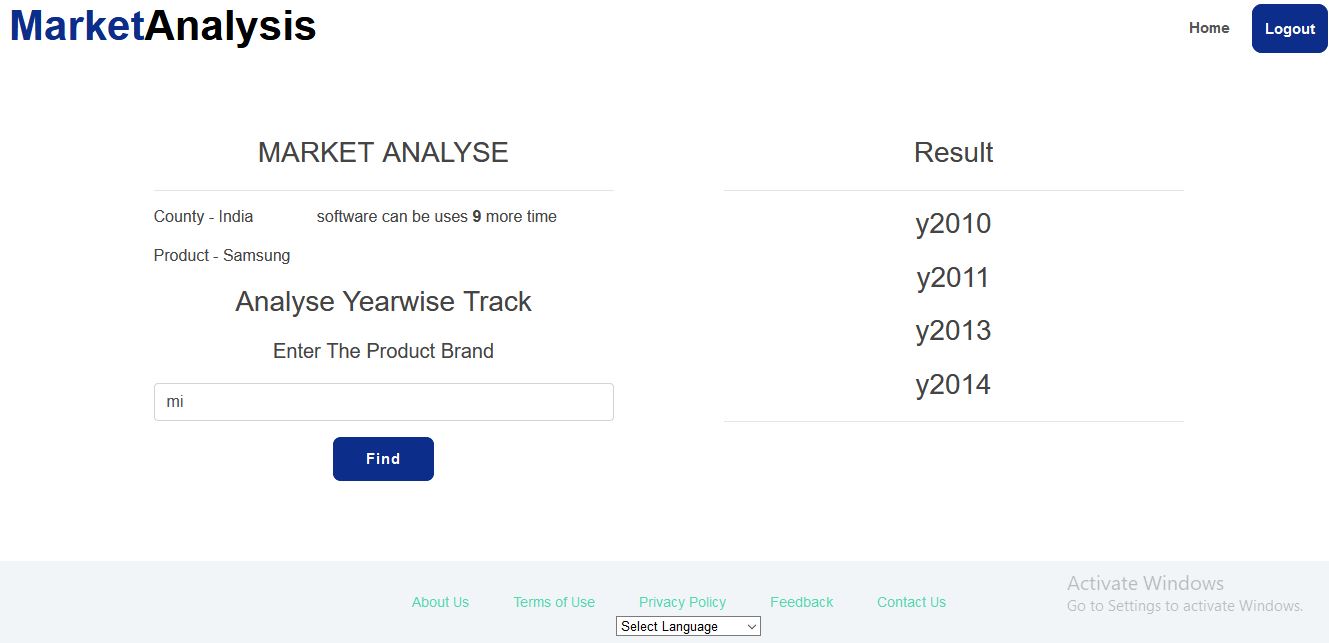 MarketAnalysis
Home
Logout
MARKET ANALYSE
County - India
software can be uses 9 more time
Product - Samsung
Analyse Yearwise Track
Enter The Product Brand
mi
Find
Result
y2010
y2011
y2013
y2014
About Us
Terms of Use
Privacy Policy
Feedback
Contact Us
Select Language
Activate Windows
Go to Settings to activate Windows.